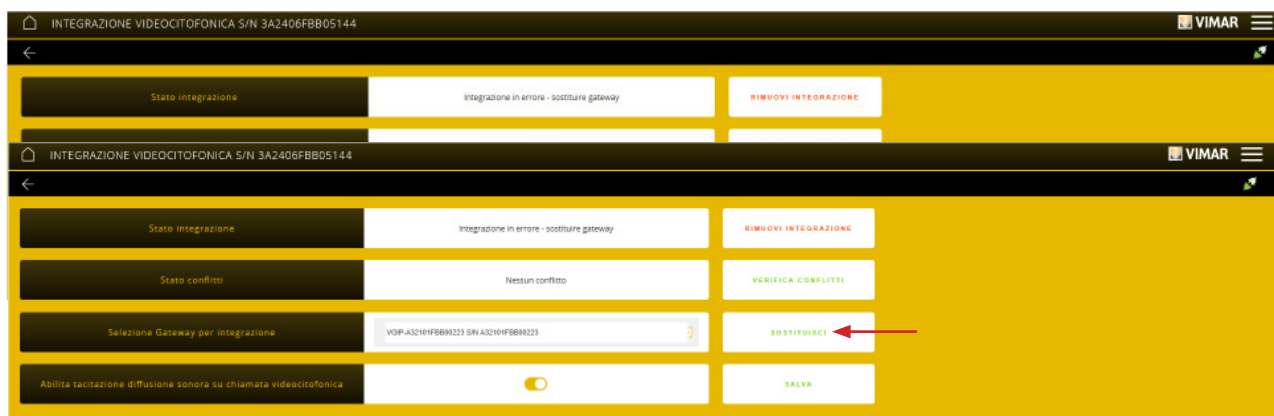 INTEGRAZIONE VIDEOCITOFONICA S/N 3A2406FBB05144
VIMAR
Stato integrazione
Integrazione in errore - sostituire gateway
RIMUOVI INTEGRAZIONE
INTEGRAZIONE VIDEOCITOFONICA S/N 3A2406FBB05144
VIMAR
Stato integrazione
Integrazione in errore - sostituire gateway
RIMUOVI INTEGRAZIONE
Stato conflitti
Nessun conflitto
VERIFICA CONFLITTI
Selezione Gateway per integrazione
VGIP-A32101FBB00223 S/N A32101FBB00223
SOSTITUISCI
Abilita tacitazione diffusione sonora su chiamata videocitofonica
SALVA